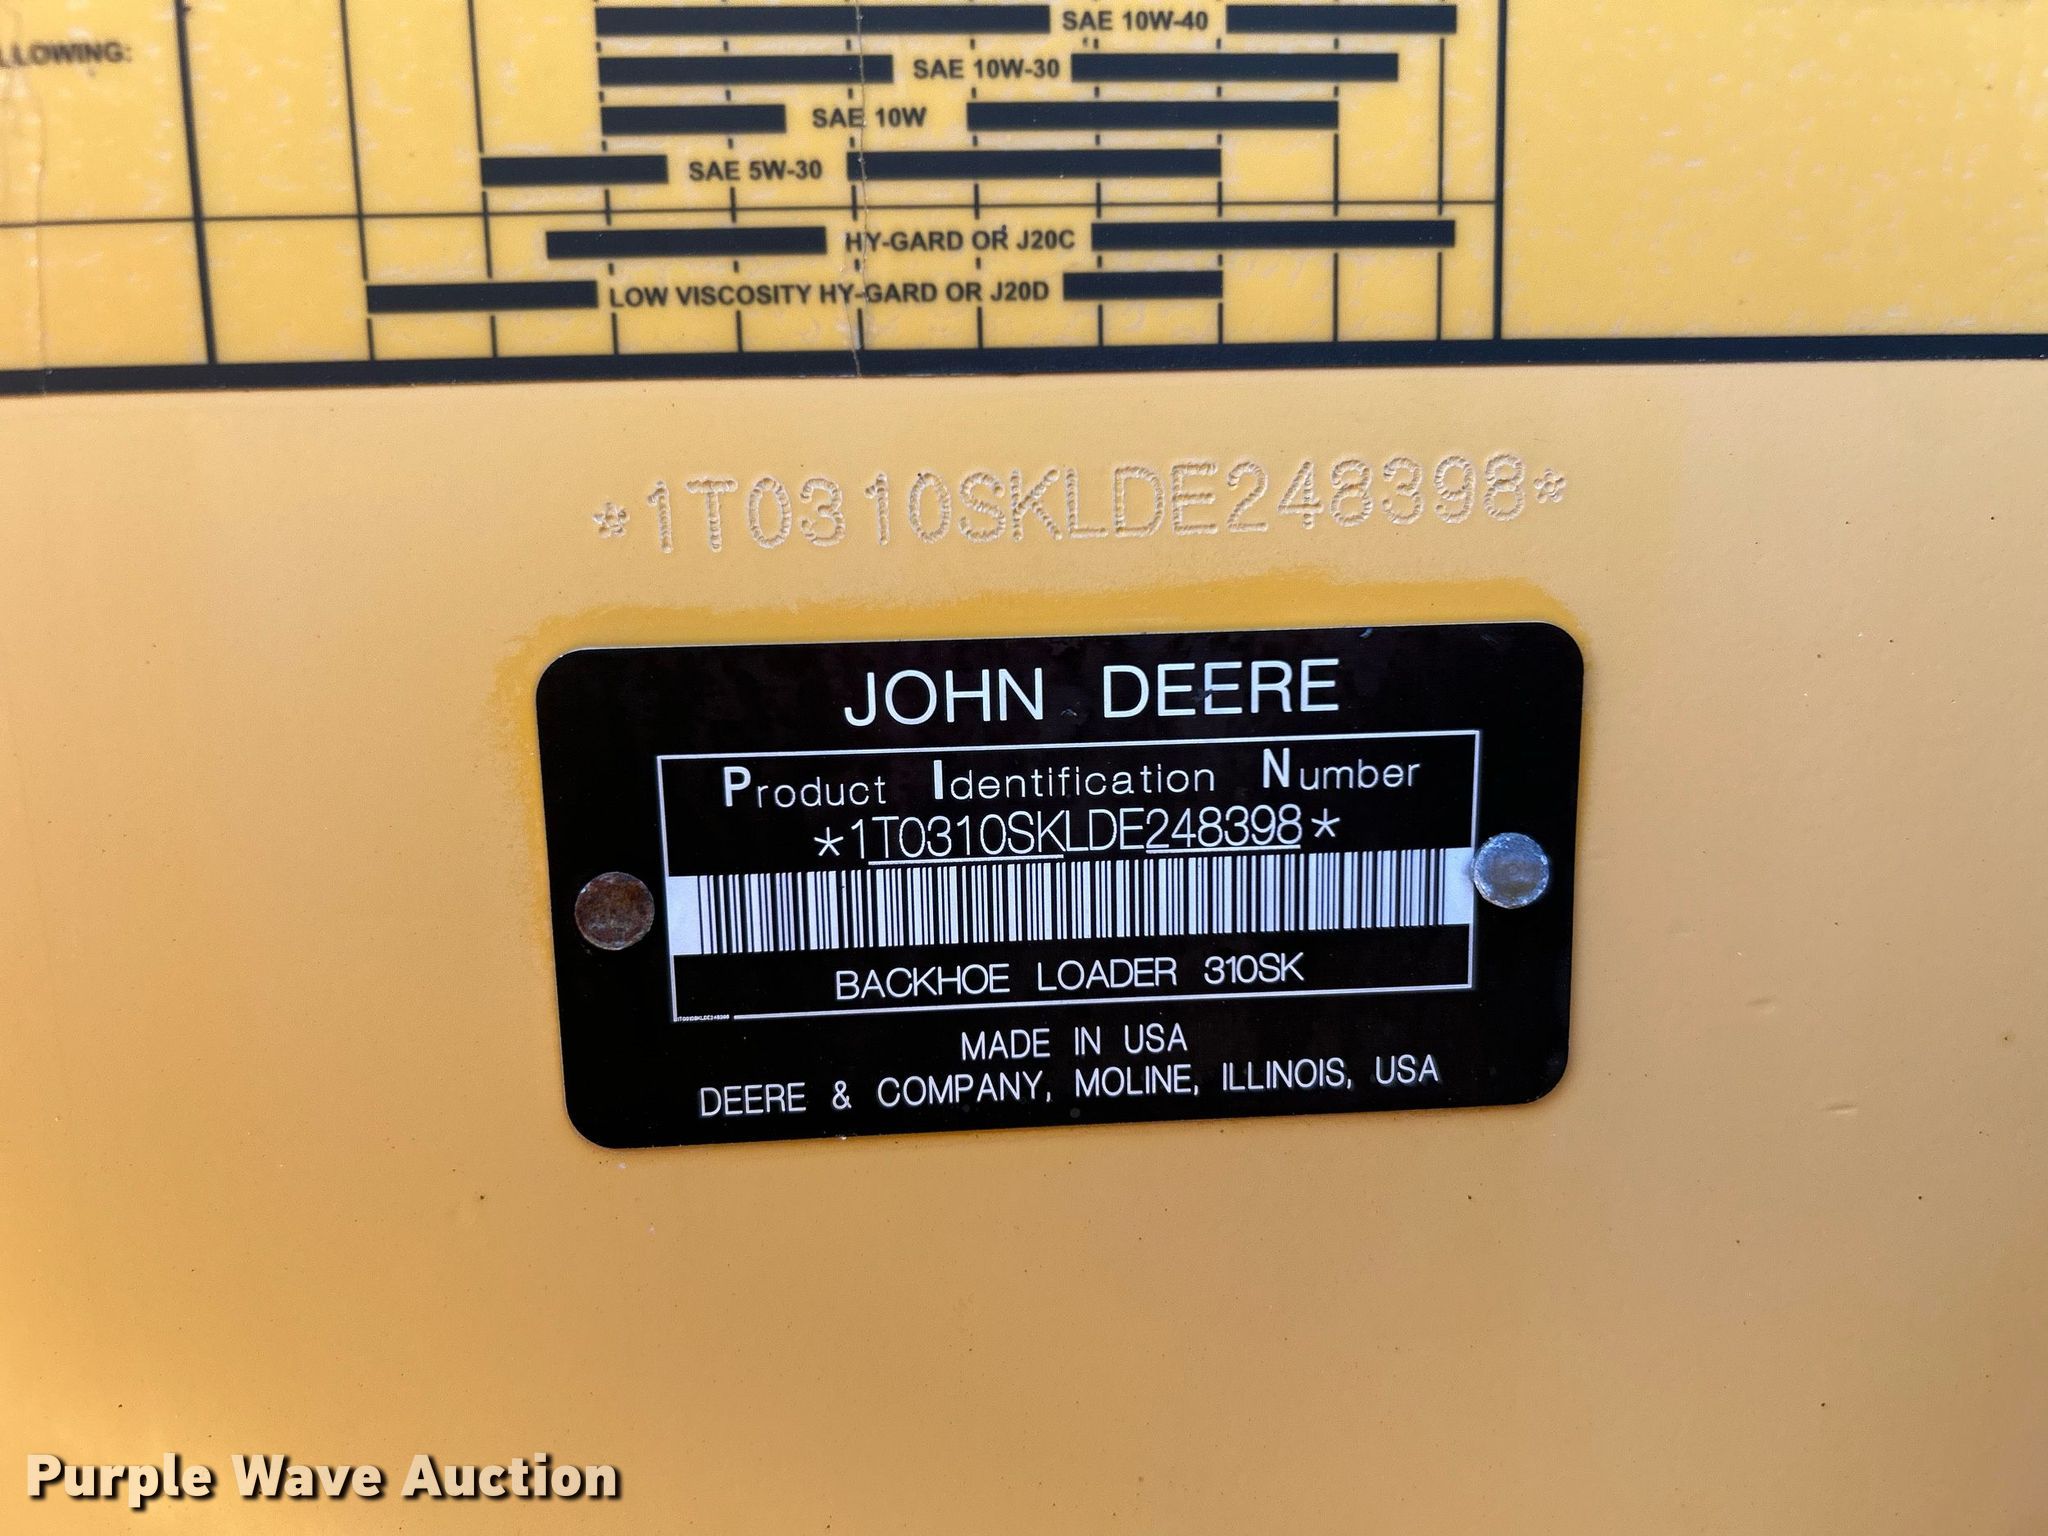 SAE 10W-40
LLOWING:
SAE 10W-30
SAE 10W
SAE 5W-30
HY-GARD OR J20C
LOW VISCOSITY HY-GARD OR J20D
*1T0310SKLDE248398*
JOHN DEERE
Product Identification Number
*1T0310SKLDE248398*
BACKHOE LOADER 310SK
1T0310SKLDE248398
MADE IN USA
DEERE & COMPANY, MOLINE, ILLINOIS, USA
Purple Wave Auction